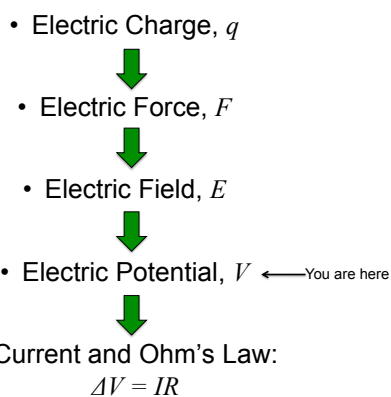 • Electric Charge, q
• Electric Force, F
• Electric Field, E
• Electric Potential, V You are here
Current and Ohm's Law:
ΔV = IR